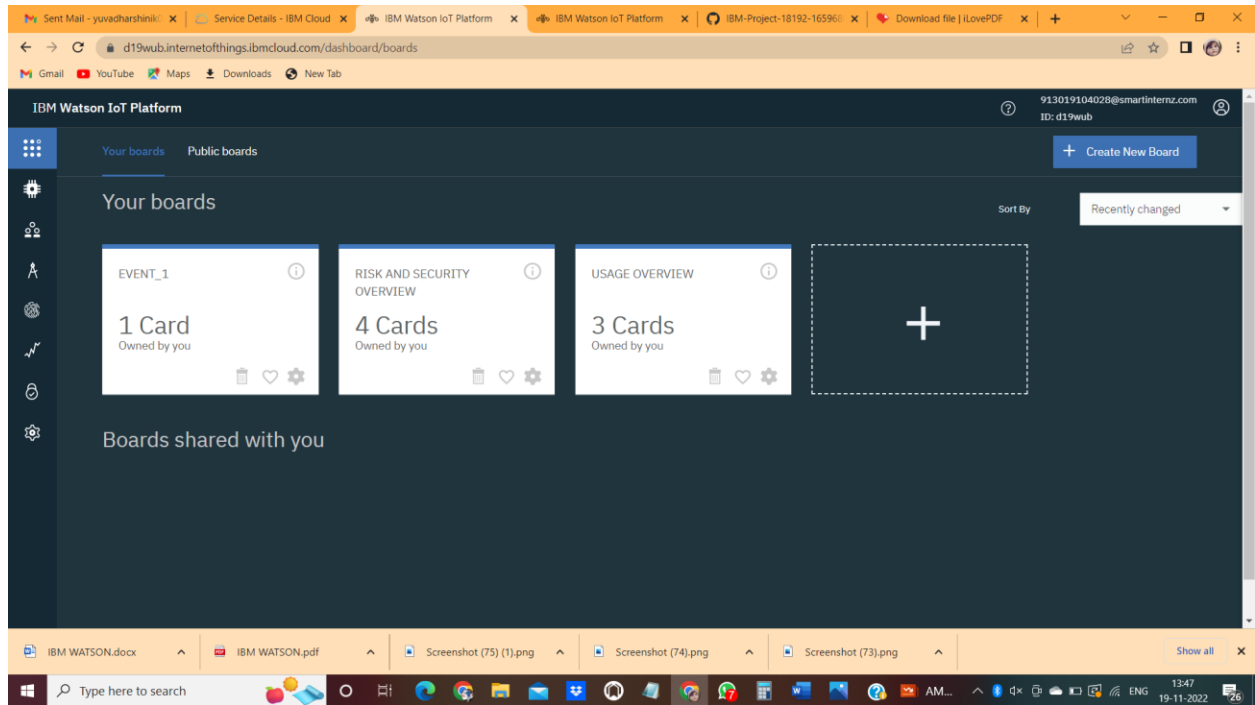 Sent Mail - yuvadharshinik
Service Details - IBM Cloud
IBM Watson IoT Platform
IBM Watson IoT Platform
IBM-Project-18192-165968
Download file | iLovePDF
d19wub.internetofthings.ibmcloud.com/dashboard/boards
Gmail YouTube Maps Downloads New Tab
IBM Watson IoT Platform
913019104028@smartinternz.com
ID: d19wub
Your boards Public boards
+ Create New Board
Your boards
Sort By
Recently changed
EVENT_1
1 Card
Owned by you
RISK AND SECURITY
OVERVIEW
4 Cards
Owned by you
USAGE OVERVIEW
3 Cards
Owned by you
Boards shared with you
IBM WATSON.docx
IBM WATSON.pdf
Screenshot (75) (1).png
Screenshot (74).png
Screenshot (73).png
Show all
Type here to search
AM...
ENG
13:47
19-11-2022
26